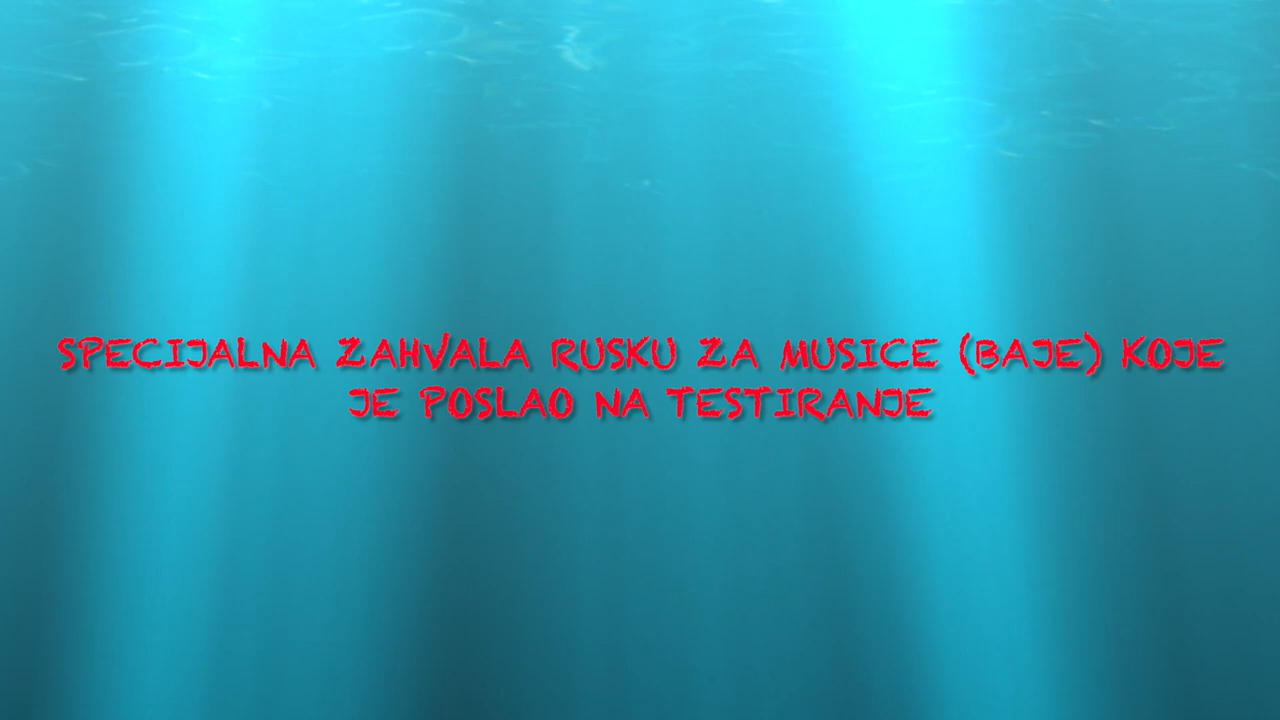 SPECIJALNA ZAHVALA RUSKU ZA MUSICE (BAJE) KOJE
JE POSLAO NA TESTIRANJE